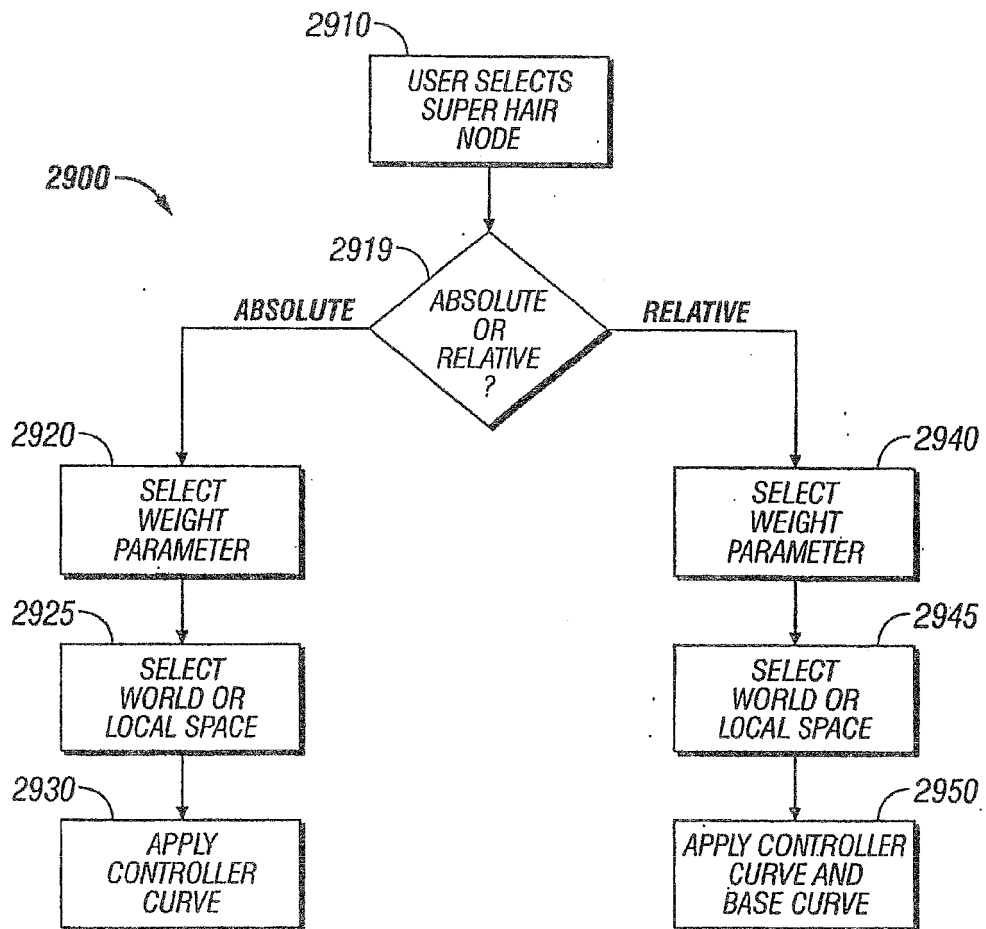 2910
USER SELECTS
SUPER HAIR
NODE
2900
2919
ABSOLUTE
ABSOLUTE
OR
RELATIVE
?
RELATIVE
2920
SELECT
WEIGHT
PARAMETER
2940
SELECT
WEIGHT
PARAMETER
2925
SELECT
WORLD OR
LOCAL SPACE
2945
SELECT
WORLD OR
LOCAL SPACE
2930
APPLY
CONTROLLER
CURVE
2950
APPLY CONTROLLER
CURVE AND
BASE CURVE